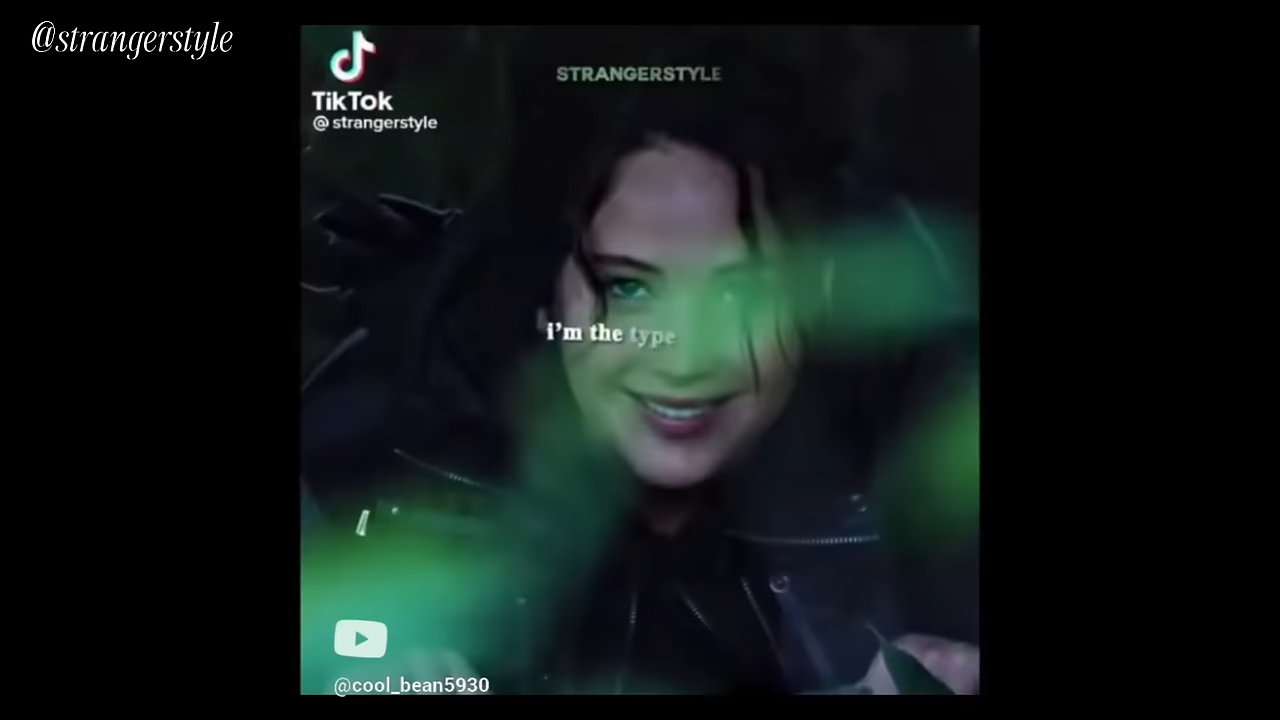 @strangerstyle
STRANGERSTYLE
TikTok
@strangerstyle
i'm the type
@cool_bean5930